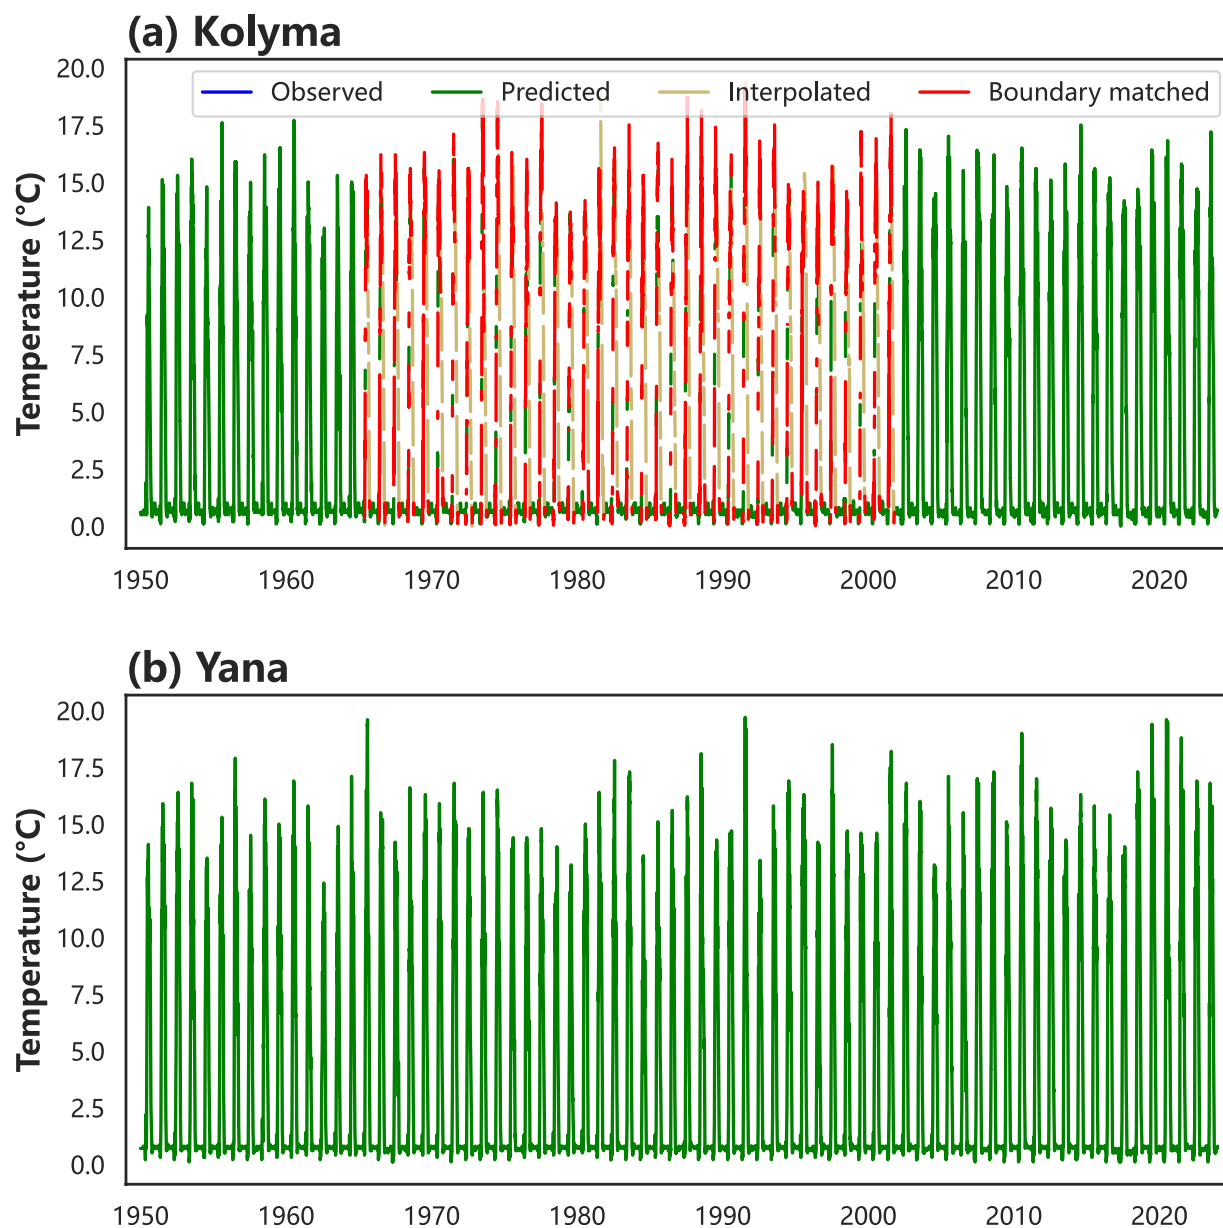 (a) Kolyma
20.0
Observed Predicted Interpolated Boundary matched
17.5
15.0
12.5
10.0
7.5
5.0
2.5
0.0
Temperature (°C)
1950 1960 1970 1980 1990 2000 2010 2020
(b) Yana
20.0
17.5
15.0
12.5
10.0
7.5
5.0
2.5
0.0
Temperature (°C)
1950 1960 1970 1980 1990 2000 2010 2020